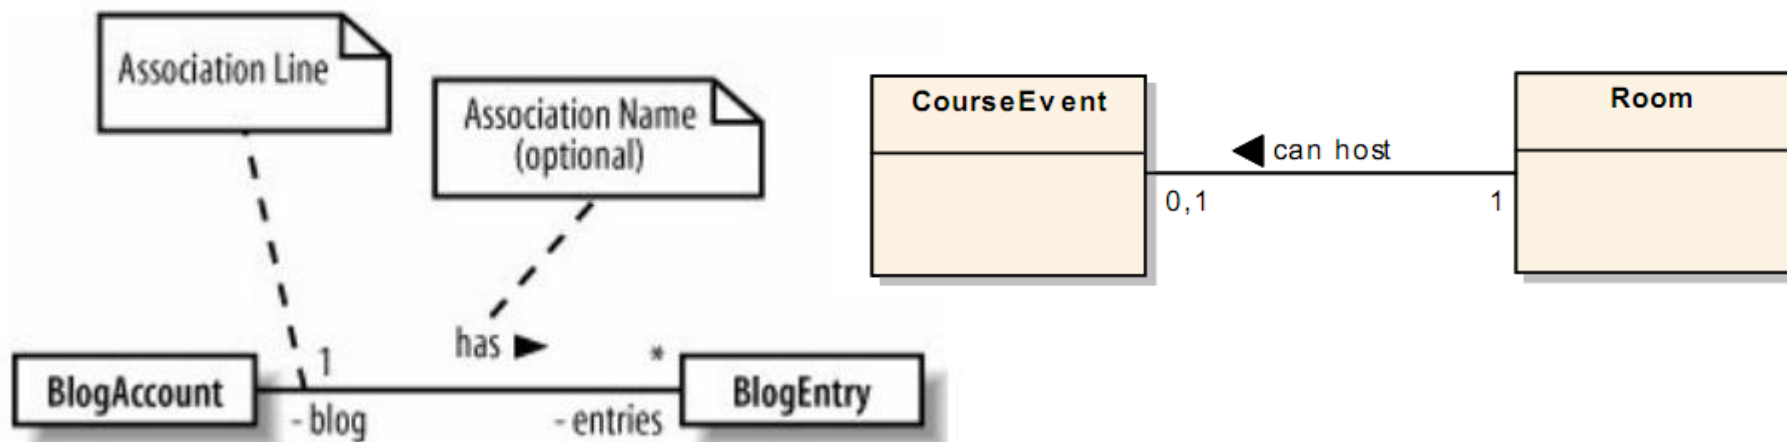 Association Line
Association Name
(optional)
has ►
1
*
BlogAccount
BlogEntry
- blog
- entries
CourseEvent
Room
◄ can host
0,1
1